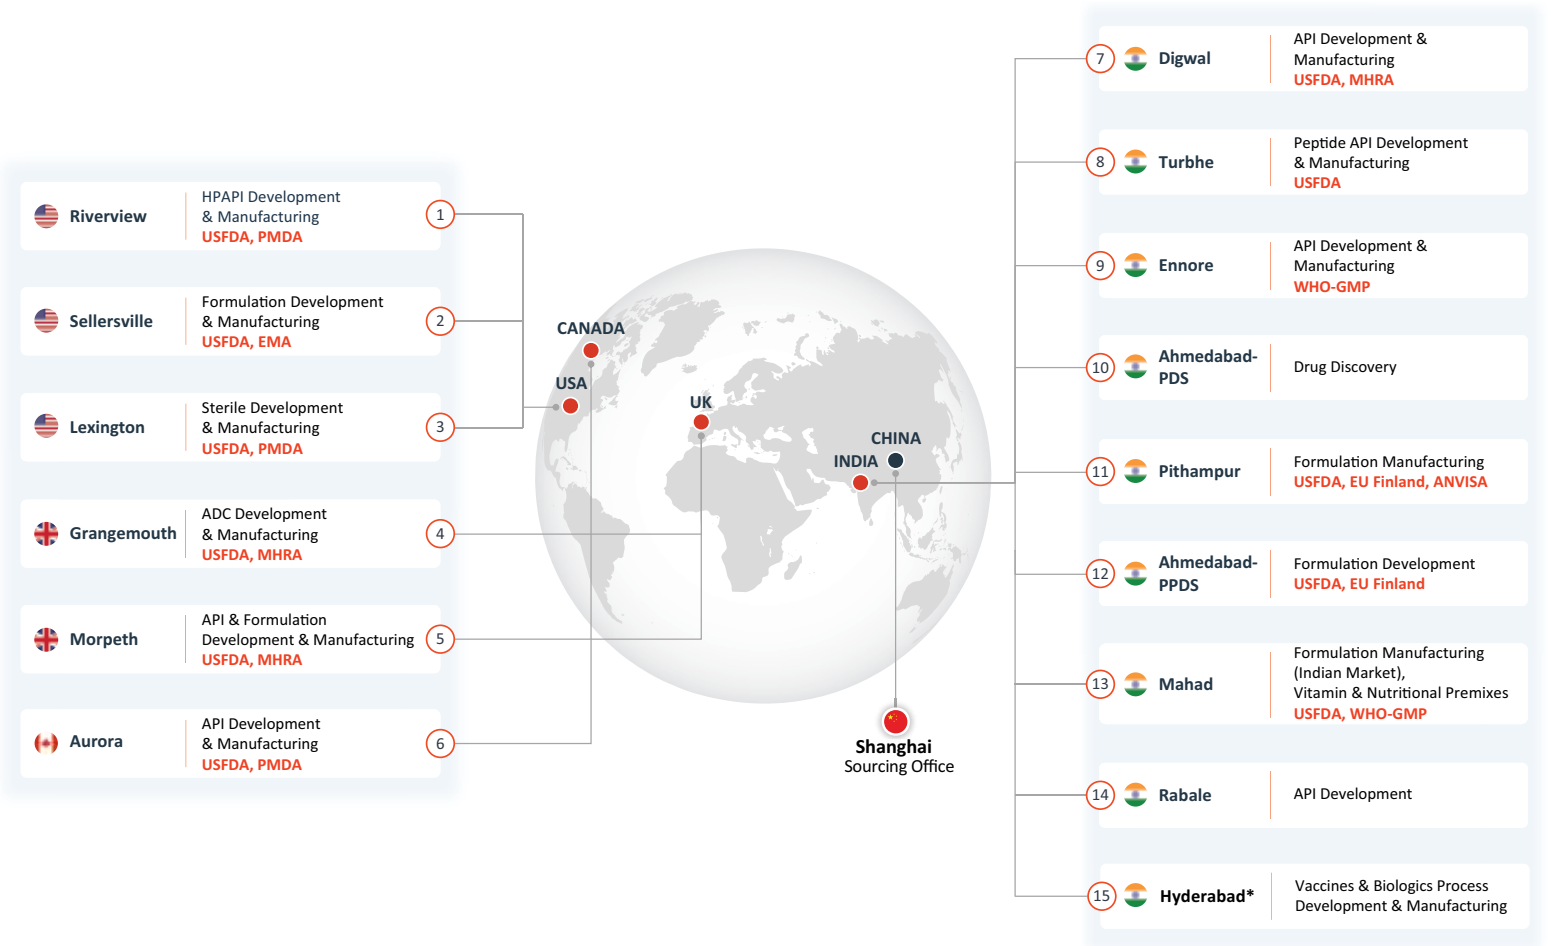 Riverview
HPAPI Development
& Manufacturing
USFDA, PMDA
1
Sellersville
Formulation Development
& Manufacturing
USFDA, EMA
2
Lexington
Sterile Development
& Manufacturing
USFDA, PMDA
3
Grangemouth
ADC Development
& Manufacturing
USFDA, MHRA
4
Morpeth
API & Formulation
Development & Manufacturing
USFDA, MHRA
5
Aurora
API Development
& Manufacturing
USFDA, PMDA
6
CANADA
USA
UK
CHINA
INDIA
Shanghai
Sourcing Office
7
Digwal
API Development &
Manufacturing
USFDA, MHRA
8
Turbhe
Peptide API Development
& Manufacturing
USFDA
9
Ennore
API Development &
Manufacturing
WHO-GMP
10
Ahmedabad-
PDS
Drug Discovery
11
Pithampur
Formulation Manufacturing
USFDA, EU Finland, ANVISA
12
Ahmedabad-
PPDS
Formulation Development
USFDA, EU Finland
13
Mahad
Formulation Manufacturing
(Indian Market),
Vitamin & Nutritional Premixes
USFDA, WHO-GMP
14
Rabale
API Development
15
Hyderabad*
Vaccines & Biologics Process
Development & Manufacturing